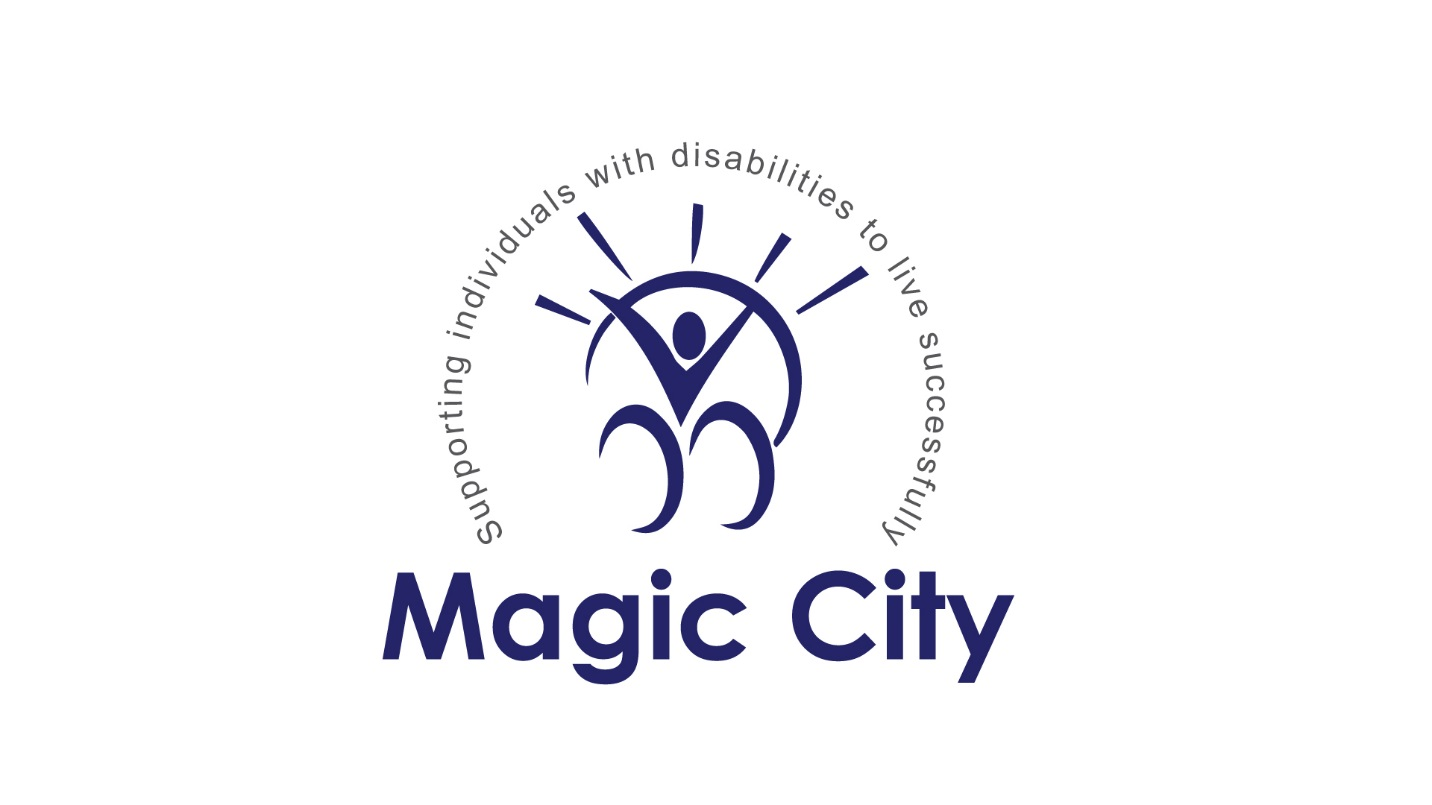 Supporting individuals with disabilities to live successfully
Magic City